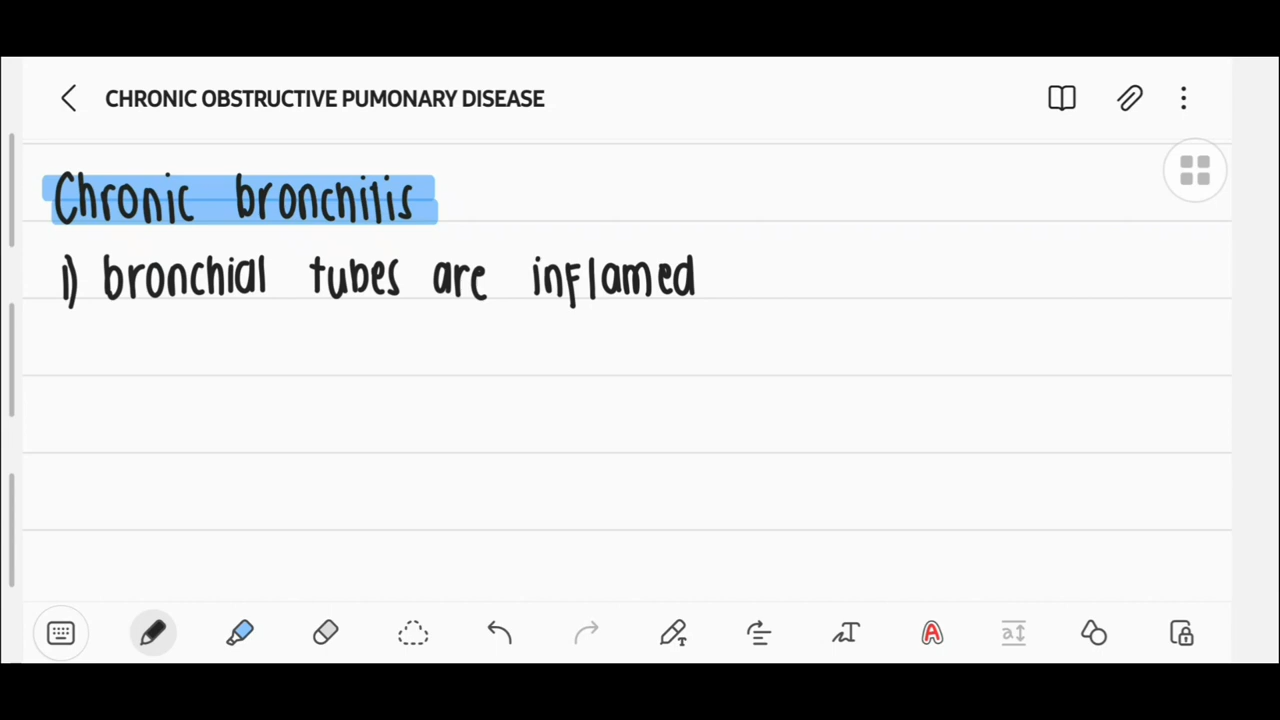 CHRONIC OBSTRUCTIVE PUMONARY DISEASE
Chronic bronchitis
1) bronchial tubes are inflamed